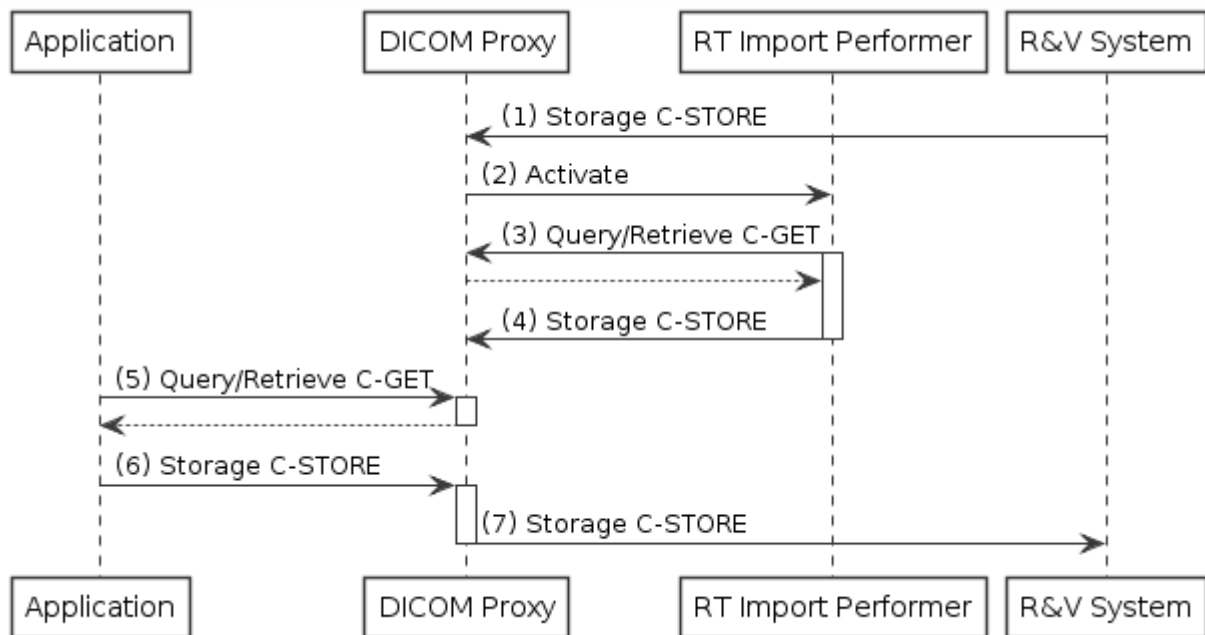 Application
DICOM Proxy
RT Import Performer
R&V System
(1) Storage C-STORE
(2) Activate
(3) Query/Retrieve C-GET
(4) Storage C-STORE
(5) Query/Retrieve C-GET
(6) Storage C-STORE
(7) Storage C-STORE
Application
DICOM Proxy
RT Import Performer
R&V System